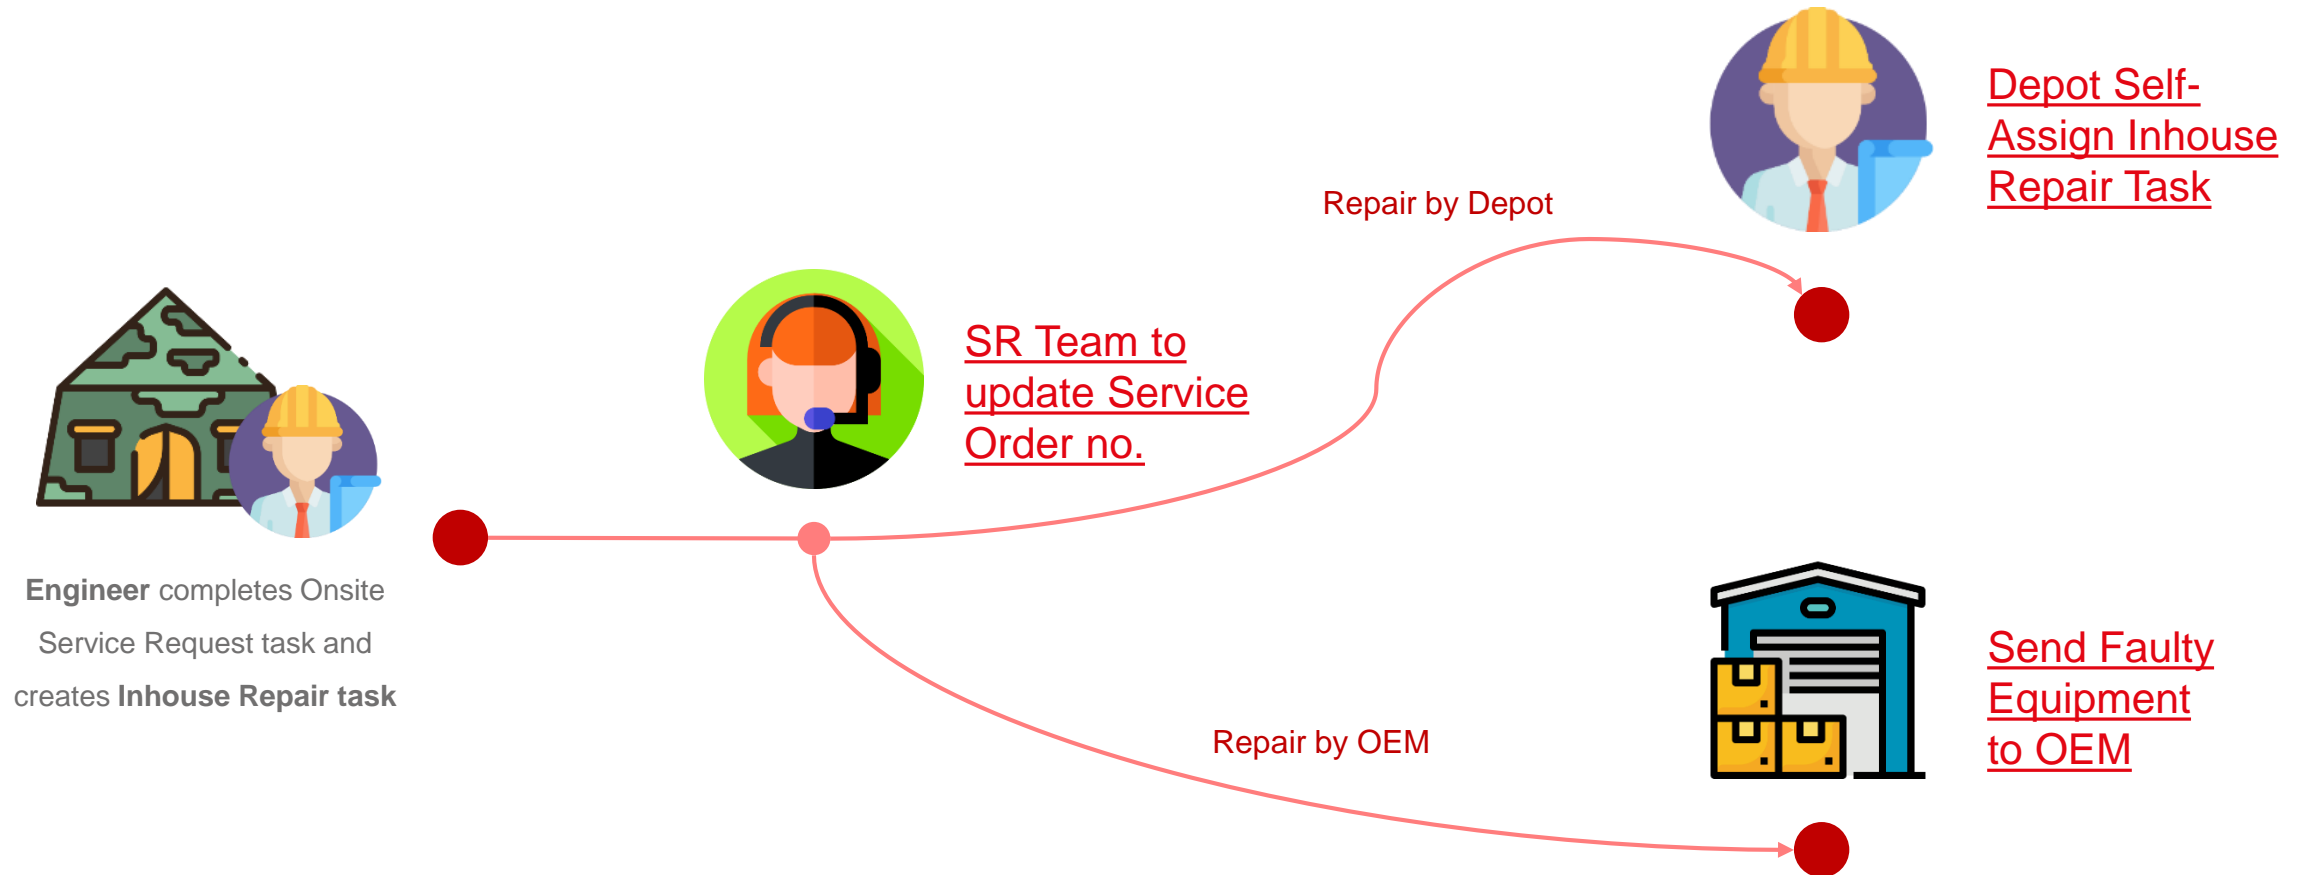 Engineer completes Onsite
Service Request task and
creates Inhouse Repair task
SR Team to
update Service
Order no.
Repair by Depot
Depot Self-
Assign Inhouse
Repair Task
Repair by OEM
Send Faulty
Equipment
to OEM